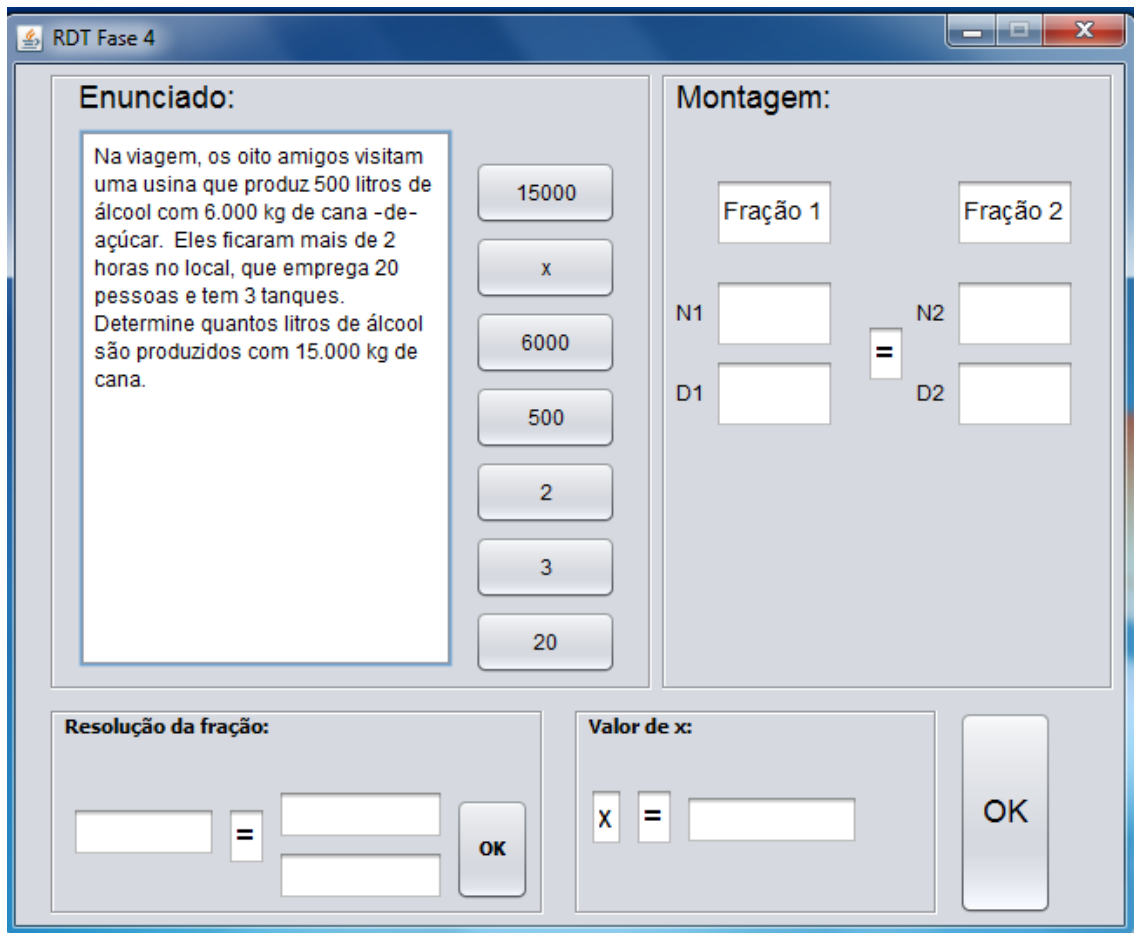 RDT Fase 4
Enunciado:
Na viagem, os oito amigos visitam
uma usina que produz 500 litros de
álcool com 6.000 kg de cana -de-
açúcar.  Eles ficaram mais de 2
horas no local, que emprega 20
pessoas e tem 3 tanques.
Determine quantos litros de álcool
são produzidos com 15.000 kg de
cana.
15000
x
6000
500
2
3
20
Montagem:
Fração 1
Fração 2
N1
N2
=
D1
D2
Resolução da fração:
=
OK
Valor de x:
x =
OK